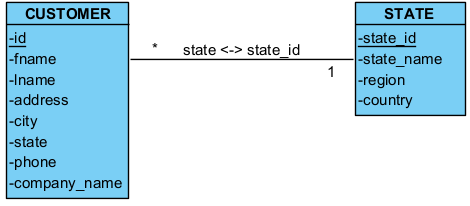 CUSTOMER
-id
-fname
-lname
-address
-city
-state
-phone
-company_name
* state <-> state_id
1
STATE
-state_id
-state_name
-region
-country